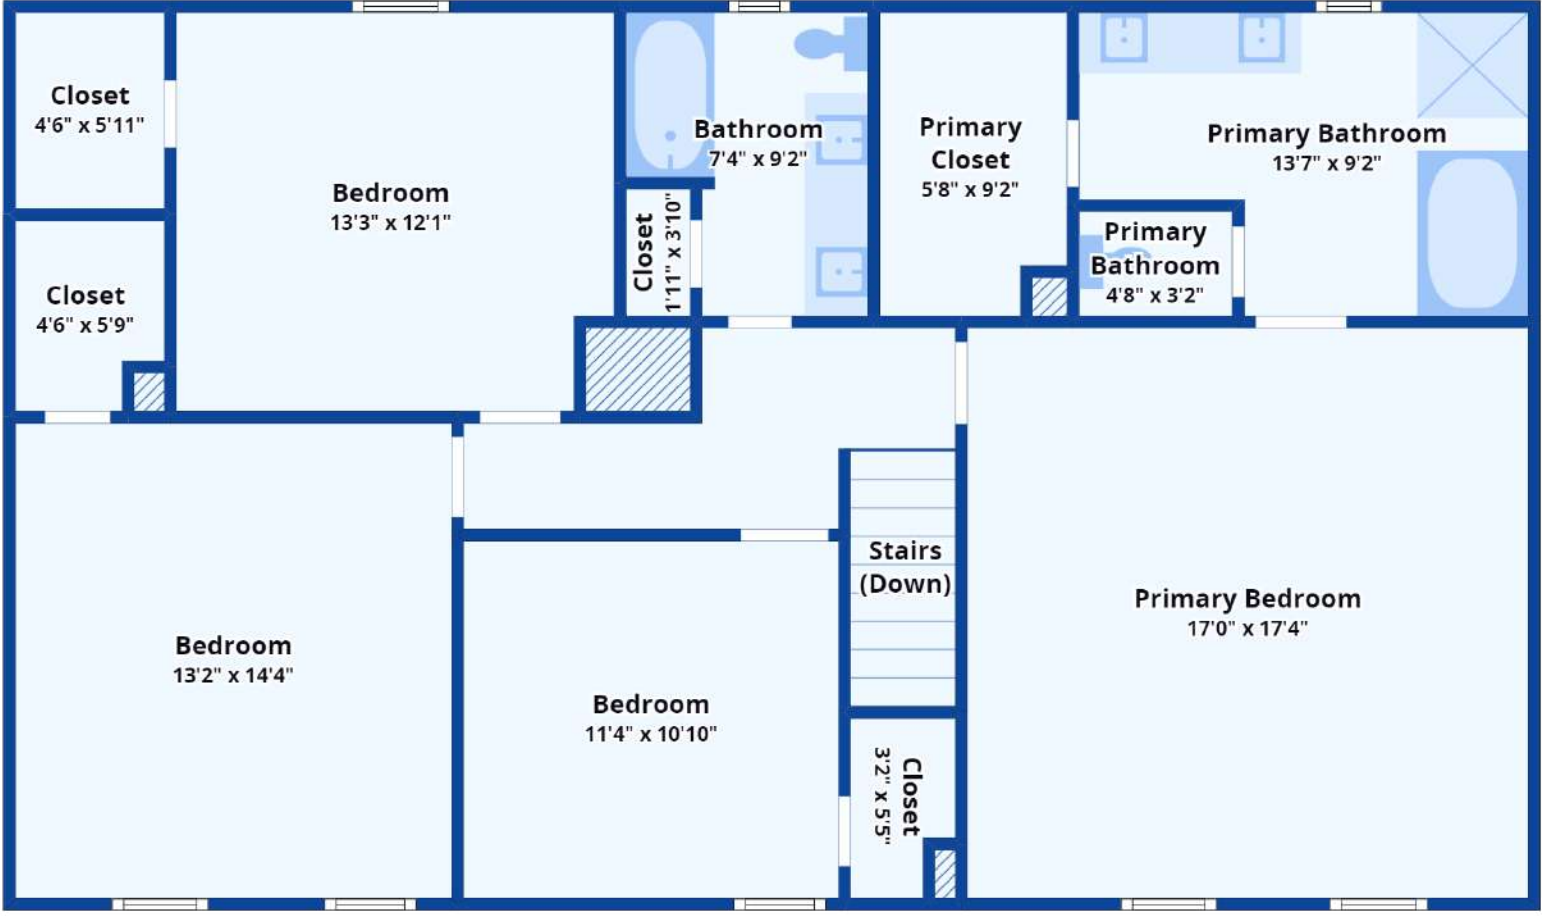 Closet
4'6" x 5'11"
Bedroom
13'3" x 12'1"
Bathroom
7'4" x 9'2"
Primary
Closet
5'8" x 9'2"
Primary Bathroom
13'7" x 9'2"
Closet
1'11" x 3'10"
Primary
Bathroom
4'8" x 3'2"
Closet
4'6" x 5'9"
Stairs
(Down)
Primary Bedroom
17'0" x 17'4"
Bedroom
13'2" x 14'4"
Bedroom
11'4" x 10'10"
Closet
3'2" x 5'5"